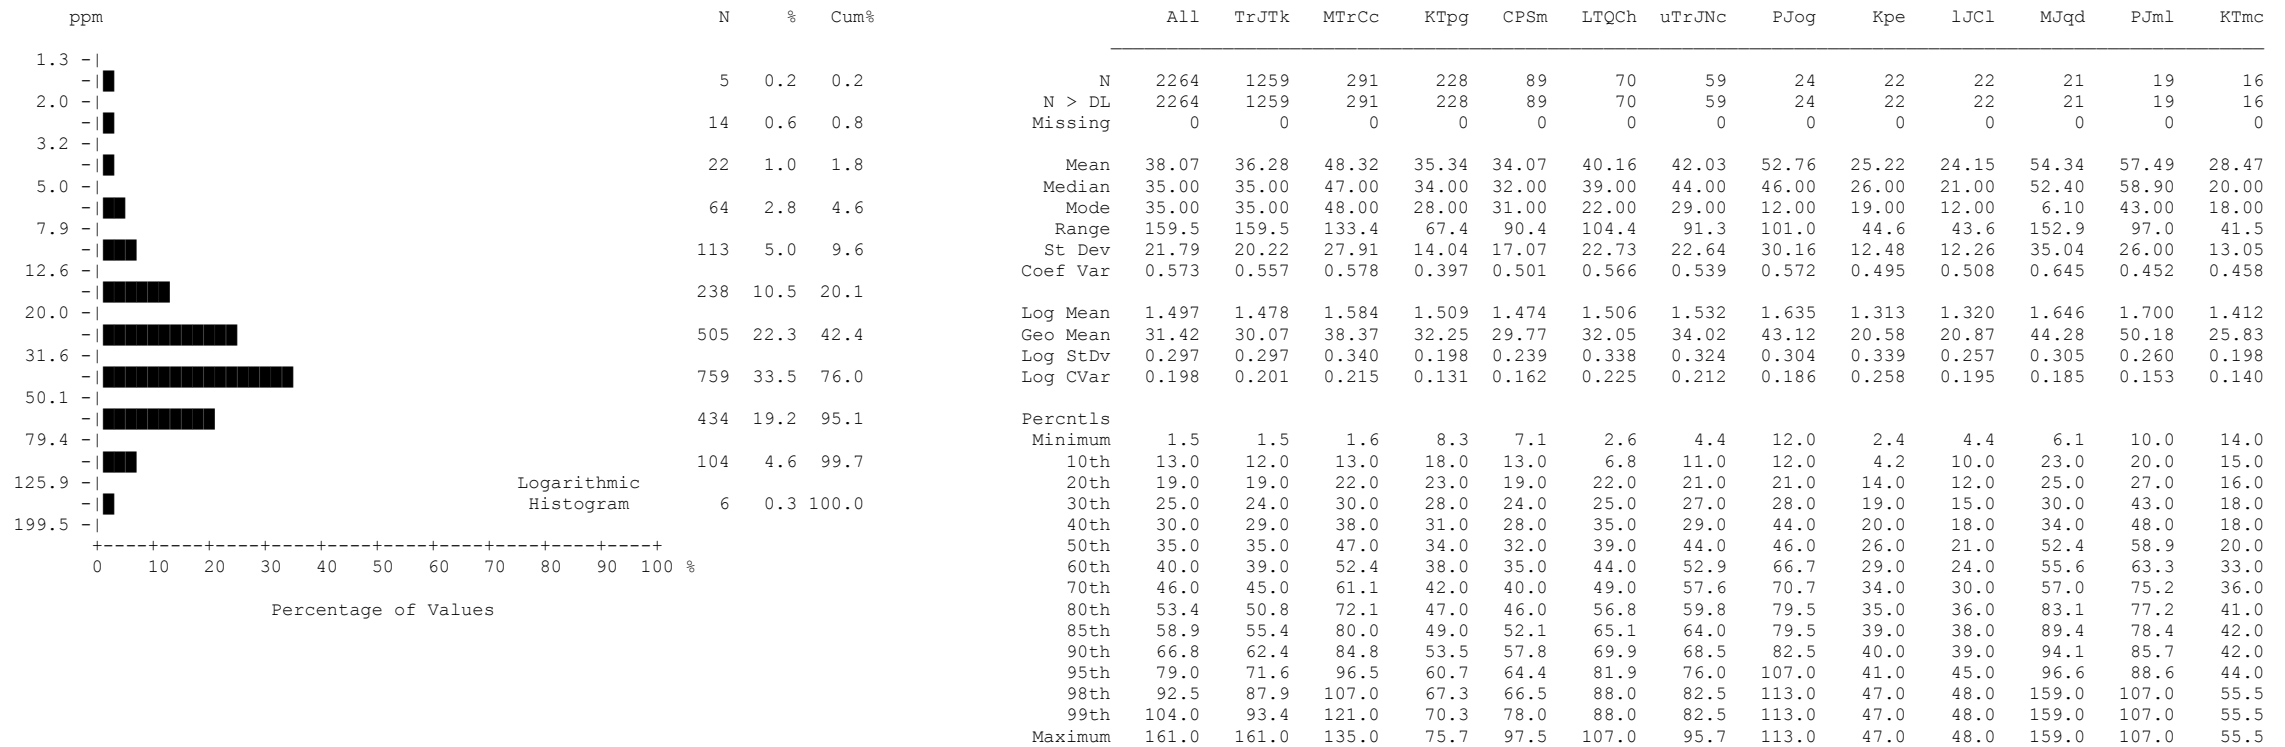 ppm N % Cum% All TrJTk MTrCc KTpg CPSm LTQCh uTrJNc PJog Kpe lJCl MJqd PJml KTmc
1.3 -|
-| 5 0.2 0.2 N 2264 1259 291 228 89 70 59 24 22 22 21 19 16
2.0 -| N > DL 2264 1259 291 228 89 70 59 24 22 22 21 19 16
-| 14 0.6 0.8 Missing 0 0 0 0 0 0 0 0 0 0 0 0 0
3.2 -|
-| 22 1.0 1.8 Mean 38.07 36.28 48.32 35.34 34.07 40.16 42.03 52.76 25.22 24.15 54.34 57.49 28.47
5.0 -| Median 35.00 35.00 47.00 34.00 32.00 39.00 44.00 46.00 26.00 21.00 52.40 58.90 20.00
-| 64 2.8 4.6 Mode 35.00 35.00 48.00 28.00 31.00 22.00 29.00 12.00 19.00 12.00 6.10 43.00 18.00
7.9 -| Range 159.5 159.5 133.4 67.4 90.4 104.4 91.3 101.0 44.6 43.6 152.9 97.0 41.5
-| 113 5.0 9.6 St Dev 21.79 20.22 27.91 14.04 17.07 22.73 22.64 30.16 12.48 12.26 35.04 26.00 13.05
12.6 -| Coef Var 0.573 0.557 0.578 0.397 0.501 0.566 0.539 0.572 0.495 0.508 0.645 0.452 0.458
-| 238 10.5 20.1
20.0 -| Log Mean 1.497 1.478 1.584 1.509 1.474 1.506 1.532 1.635 1.313 1.320 1.646 1.700 1.412
-| 505 22.3 42.4 Geo Mean 31.42 30.07 38.37 32.25 29.77 32.05 34.02 43.12 20.58 20.87 44.28 50.18 25.83
31.6 -| Log StDv 0.297 0.297 0.340 0.198 0.239 0.338 0.324 0.304 0.339 0.257 0.305 0.260 0.198
-| 759 33.5 76.0 Log CVar 0.198 0.201 0.215 0.131 0.162 0.225 0.212 0.186 0.258 0.195 0.185 0.153 0.140
50.1 -|
-| 434 19.2 95.1 Percntls
79.4 -| Minimum 1.5 1.5 1.6 8.3 7.1 2.6 4.4 12.0 2.4 4.4 6.1 10.0 14.0
-| 104 4.6 99.7 10th 13.0 12.0 13.0 18.0 13.0 6.8 11.0 12.0 4.2 10.0 23.0 20.0 15.0
125.9 -| Logarithmic 20th 19.0 19.0 22.0 23.0 19.0 22.0 21.0 21.0 14.0 12.0 25.0 27.0 16.0
-| Histogram 6 0.3 100.0 30th 25.0 24.0 30.0 28.0 24.0 25.0 27.0 28.0 19.0 15.0 30.0 43.0 18.0
199.5 -| 40th 30.0 29.0 38.0 31.0 28.0 35.0 29.0 44.0 20.0 18.0 34.0 48.0 18.0
+----+----+----+----+----+----+----+----+----+----+ 50th 35.0 35.0 47.0 34.0 32.0 39.0 44.0 46.0 26.0 21.0 52.4 58.9 20.0
0 10 20 30 40 50 60 70 80 90 100 % 60th 40.0 39.0 52.4 38.0 35.0 44.0 52.9 66.7 29.0 24.0 55.6 63.3 33.0
70th 46.0 45.0 61.1 42.0 40.0 49.0 57.6 70.7 34.0 30.0 57.0 75.2 36.0
Percentage of Values 80th 53.4 50.8 72.1 47.0 46.0 56.8 59.8 79.5 35.0 36.0 83.1 77.2 41.0
85th 58.9 55.4 80.0 49.0 52.1 65.1 64.0 79.5 39.0 38.0 89.4 78.4 42.0
90th 66.8 62.4 84.8 53.5 57.8 69.9 68.5 82.5 40.0 39.0 94.1 85.7 42.0
95th 79.0 71.6 96.5 60.7 64.4 81.9 76.0 107.0 41.0 45.0 96.6 88.6 44.0
98th 92.5 87.9 107.0 67.3 66.5 88.0 82.5 113.0 47.0 48.0 159.0 107.0 55.5
99th 104.0 93.4 121.0 70.3 78.0 88.0 82.5 113.0 47.0 48.0 159.0 107.0 55.5
Maximum 161.0 161.0 135.0 75.7 97.5 107.0 95.7 113.0 47.0 48.0 159.0 107.0 55.5